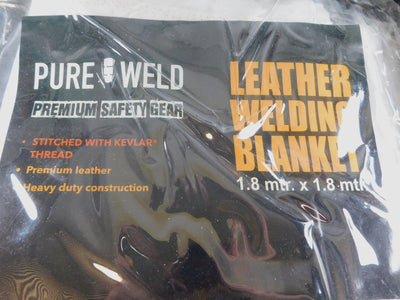 PURE WELD
PREMIUM SAFETY GEAR
• STITCHED WITH KEVLAR®
THREAD
• Premium leather
Heavy duty construction
LEATHER
WELDING
BLANKET
1.8 mtr. x 1.8 mtr.